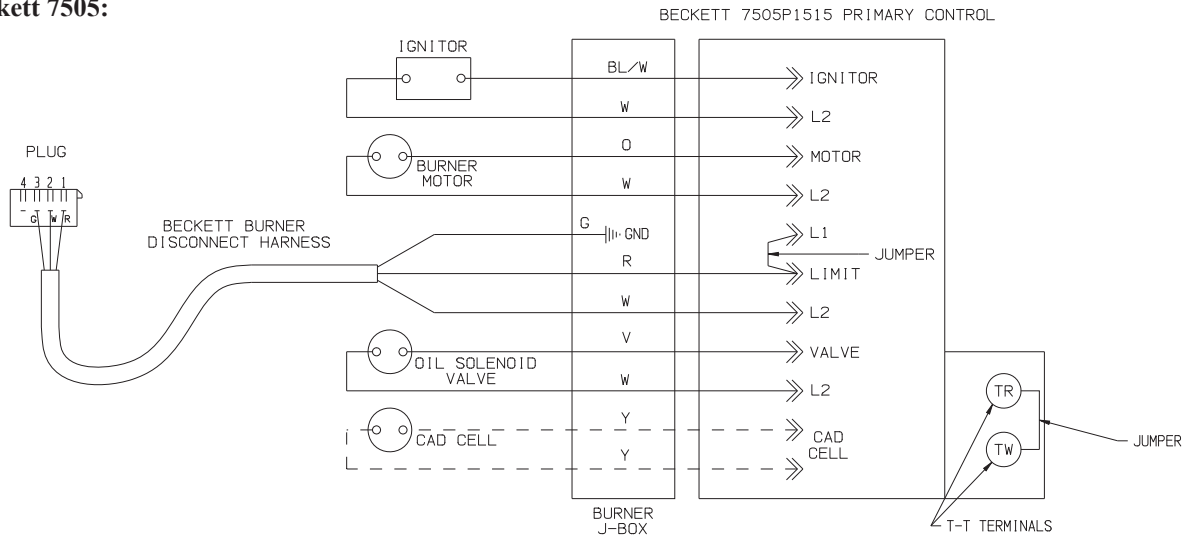 kett 7505:
BECKETT 7505P1515 PRIMARY CONTROL
IGNITOR
BL/W
IGNITOR
W
L2
PLUG
O
MOTOR
BURNER
MOTOR
4 3 2 1
W
L2
- G W R
BECKETT BURNER
DISCONNECT HARNESS
G
GND
L1
JUMPER
R
LIMIT
W
L2
V
VALVE
OIL SOLENOID
VALVE
W
L2
TR
Y
CAD CELL
CAD
CELL
JUMPER
Y
TW
BURNER
J-BOX
T-T TERMINALS